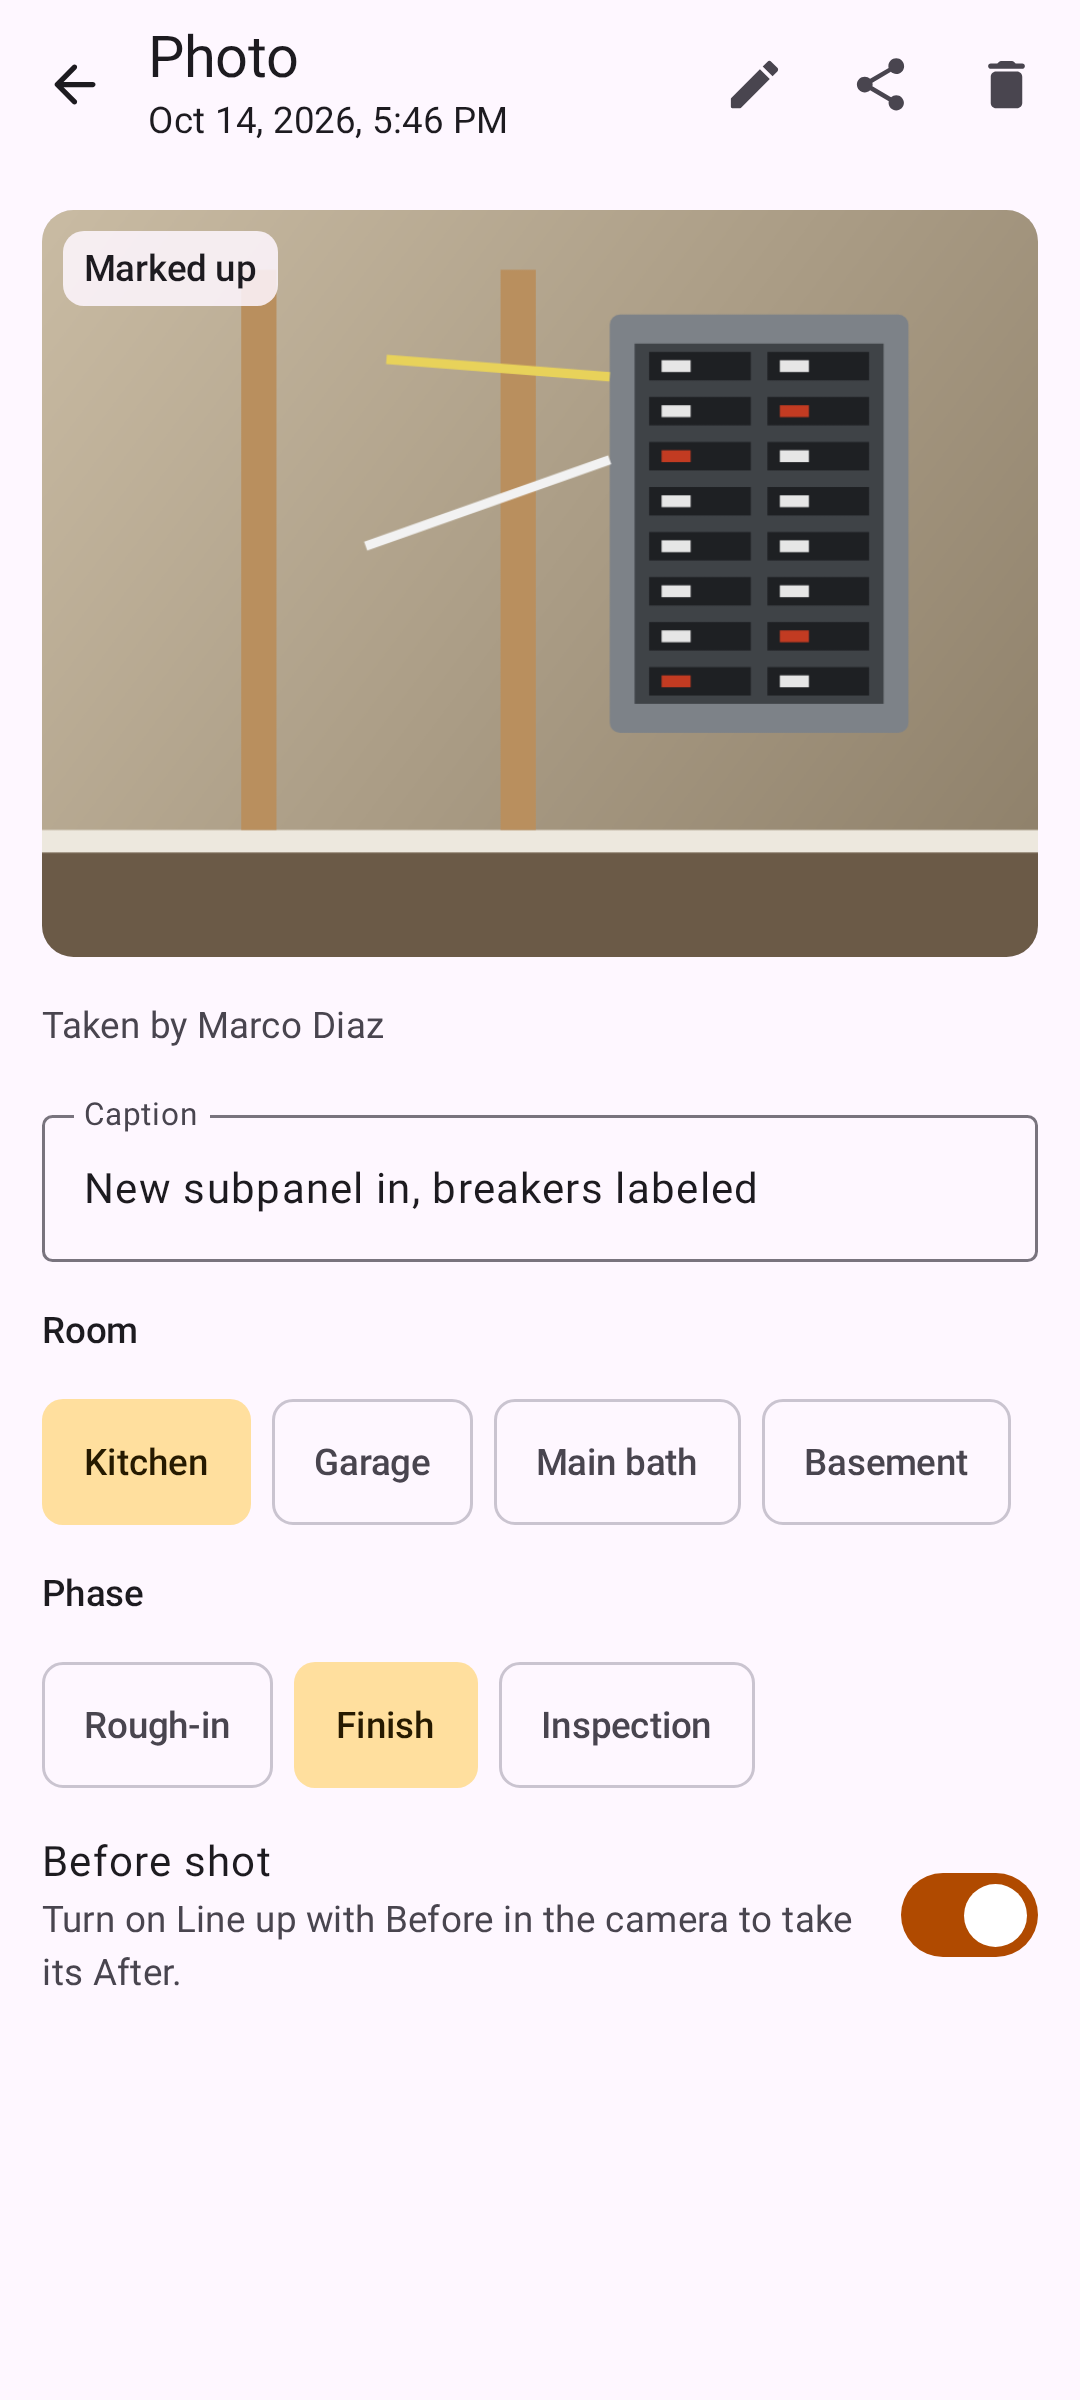 Photo
Oct 14, 2026, 5:46 PM
Marked up
Taken by Marco Diaz
Caption
New subpanel in, breakers labeled
Room
Kitchen
Garage
Main bath
Basement
Phase
Rough-in
Finish
Inspection
Before shot
Turn on Line up with Before in the camera to take
its After.